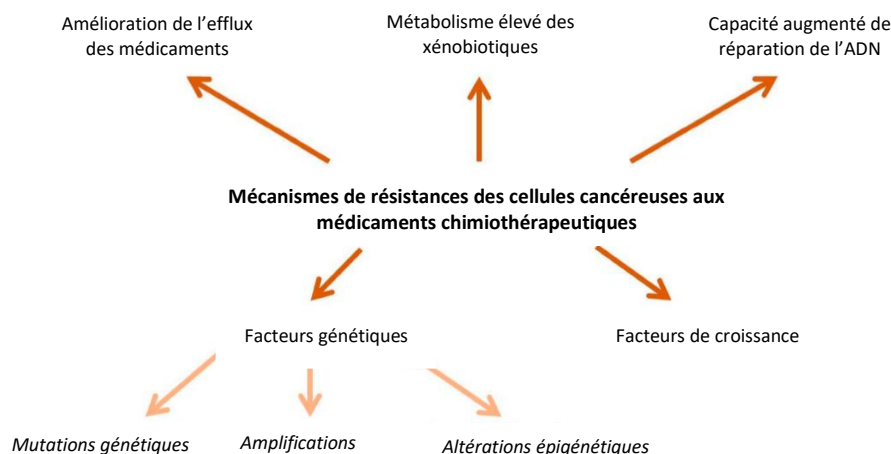 Amélioration de l’efflux
des médicaments
Métabolisme élevé des
xénobiotiques
Capacité augmenté de
réparation de l’ADN
Mécanismes de résistances des cellules cancéreuses aux
médicaments chimiothérapeutiques
Facteurs génétiques
Facteurs de croissance
Mutations génétiques
Amplifications
Altérations épigénétiques